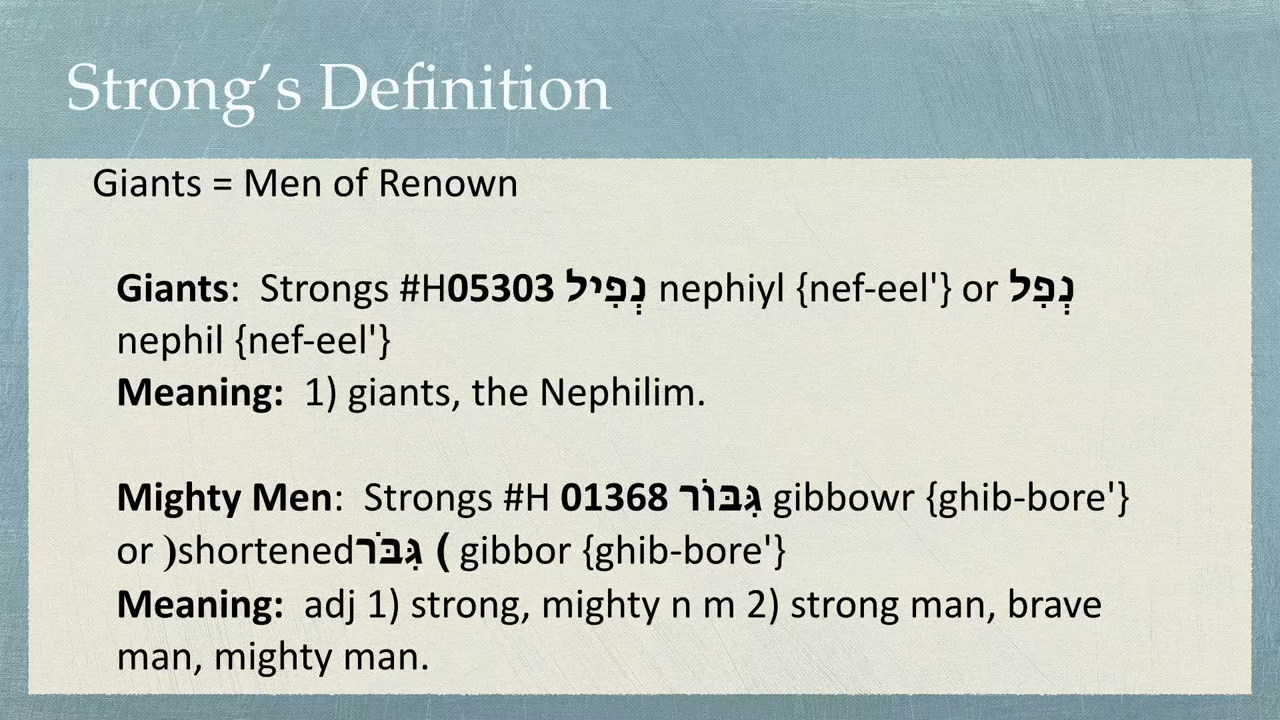 Strong’s Definition
Giants = Men of Renown
Giants:  Strongs #H05303 נְפִיל nephiyl {nef-eel'} or נְפִל
nephil {nef-eel'}
Meaning:  1) giants, the Nephilim.
Mighty Men:  Strongs #H 01368 גִּבּוֹר gibbowr {ghib-bore'}
or )shortenedגִּבֹּר ( gibbor {ghib-bore'}
Meaning:  adj 1) strong, mighty n m 2) strong man, brave
man, mighty man.